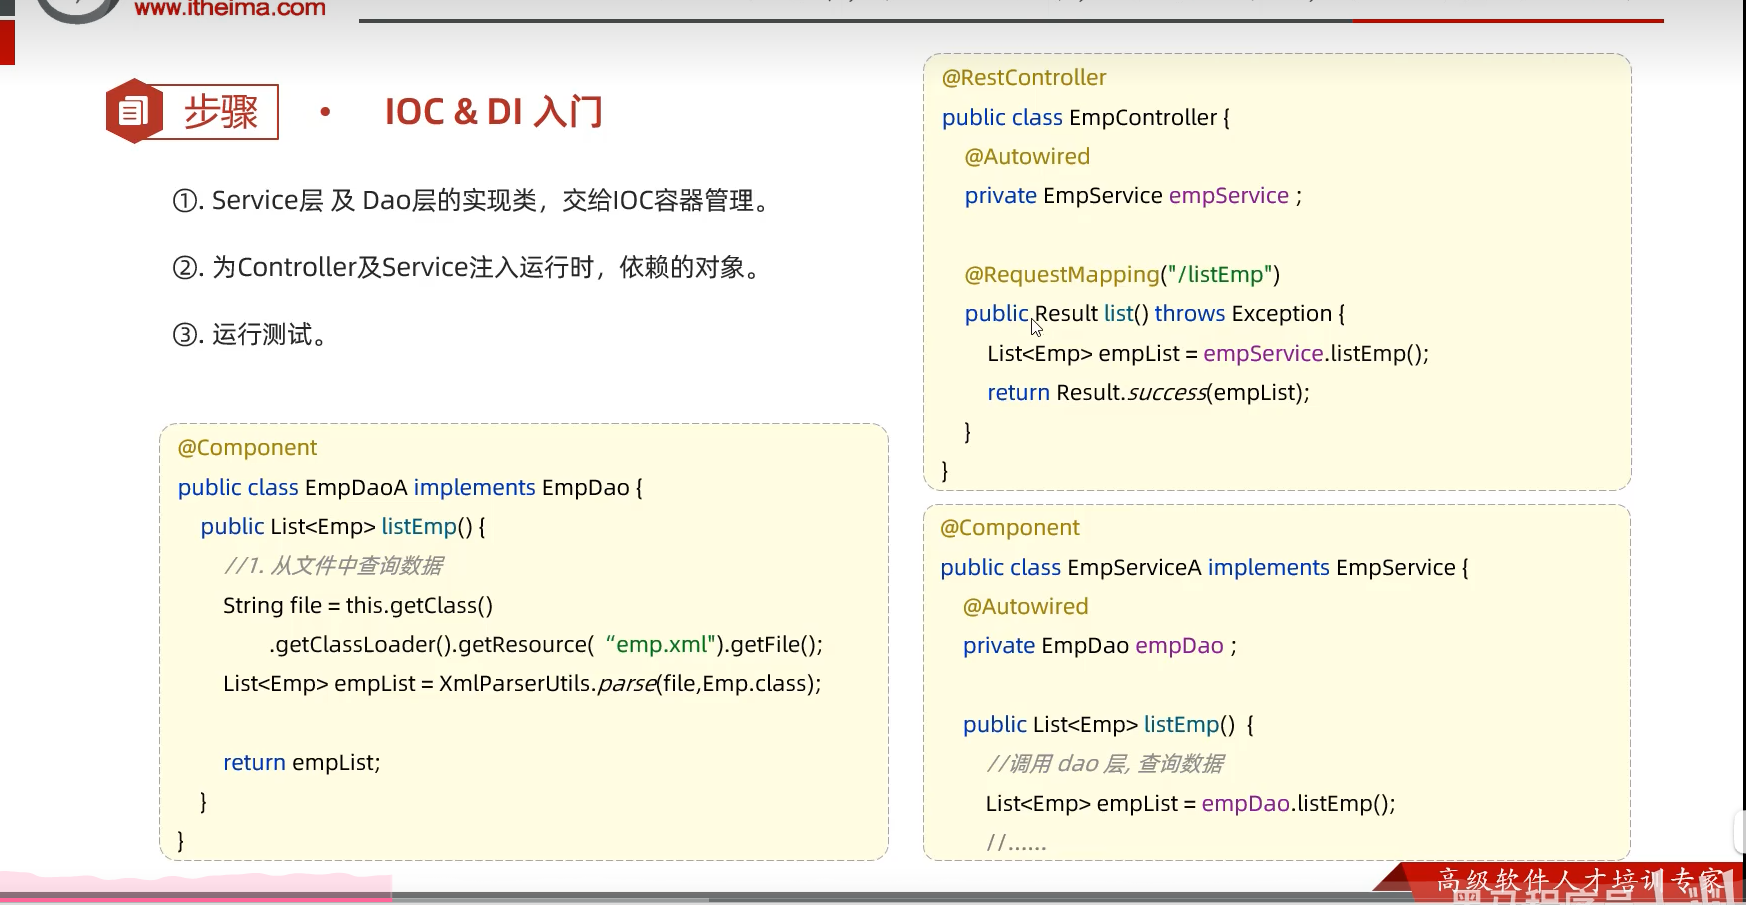 www.itheima.com
步骤
• IOC & DI 入门
①. Service层 及 Dao层的实现类，交给IOC容器管理。
②. 为Controller及Service注入运行时，依赖的对象。
③. 运行测试。
@Component
public class EmpDaoA implements EmpDao {
public List<Emp> listEmp() {
//1. 从文件中查询数据
String file = this.getClass()
.getClassLoader().getResource( “emp.xml").getFile();
List<Emp> empList = XmlParserUtils.parse(file,Emp.class);
return empList;
}
}
@RestController
public class EmpController {
@Autowired
private EmpService empService ;
@RequestMapping("/listEmp")
public Result list() throws Exception {
List<Emp> empList = empService.listEmp();
return Result.success(empList);
}
}
@Component
public class EmpServiceA implements EmpService {
@Autowired
private EmpDao empDao ;
public List<Emp> listEmp() {
//调用 dao 层, 查询数据
List<Emp> empList = empDao.listEmp();
//......
高级软件人才培训专家